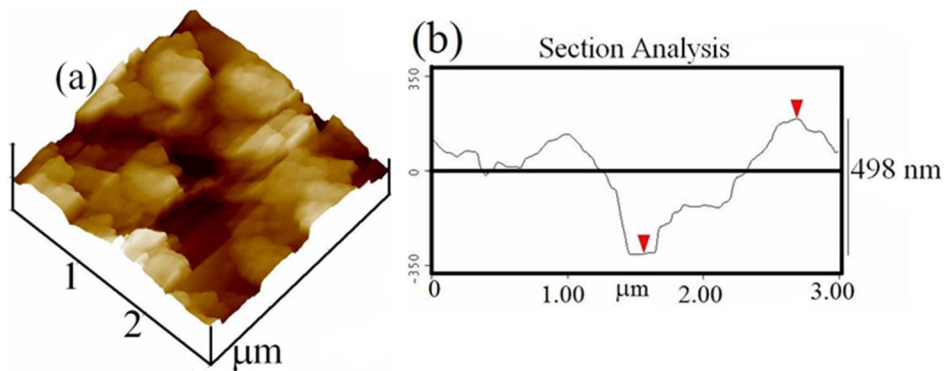 (a)
1
2
μm
(b)
Section Analysis
350
0
-350
0
1.00
μm
2.00
3.00
498 nm